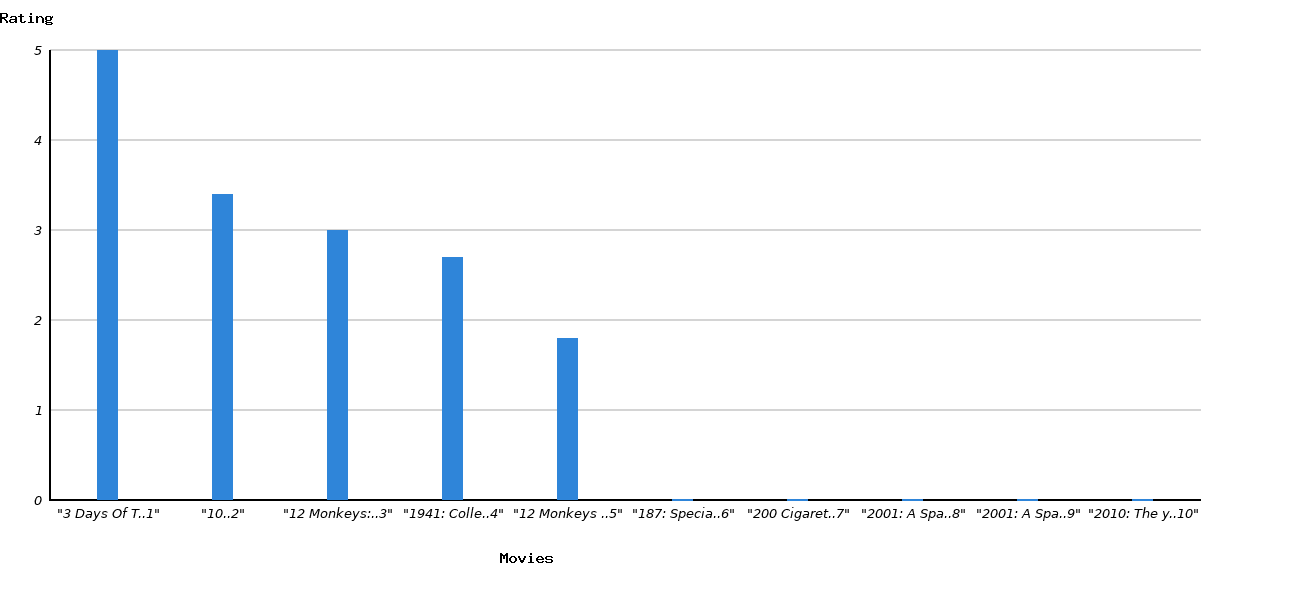 Rating
5
4
3
2
1
0
"3 Days Of T..1" "10..2" "12 Monkeys:..3" "1941: Colle..4" "12 Monkeys ..5" "187: Specia..6" "200 Cigaret..7" "2001: A Spa..8" "2001: A Spa..9" "2010: The y..10"
Movies